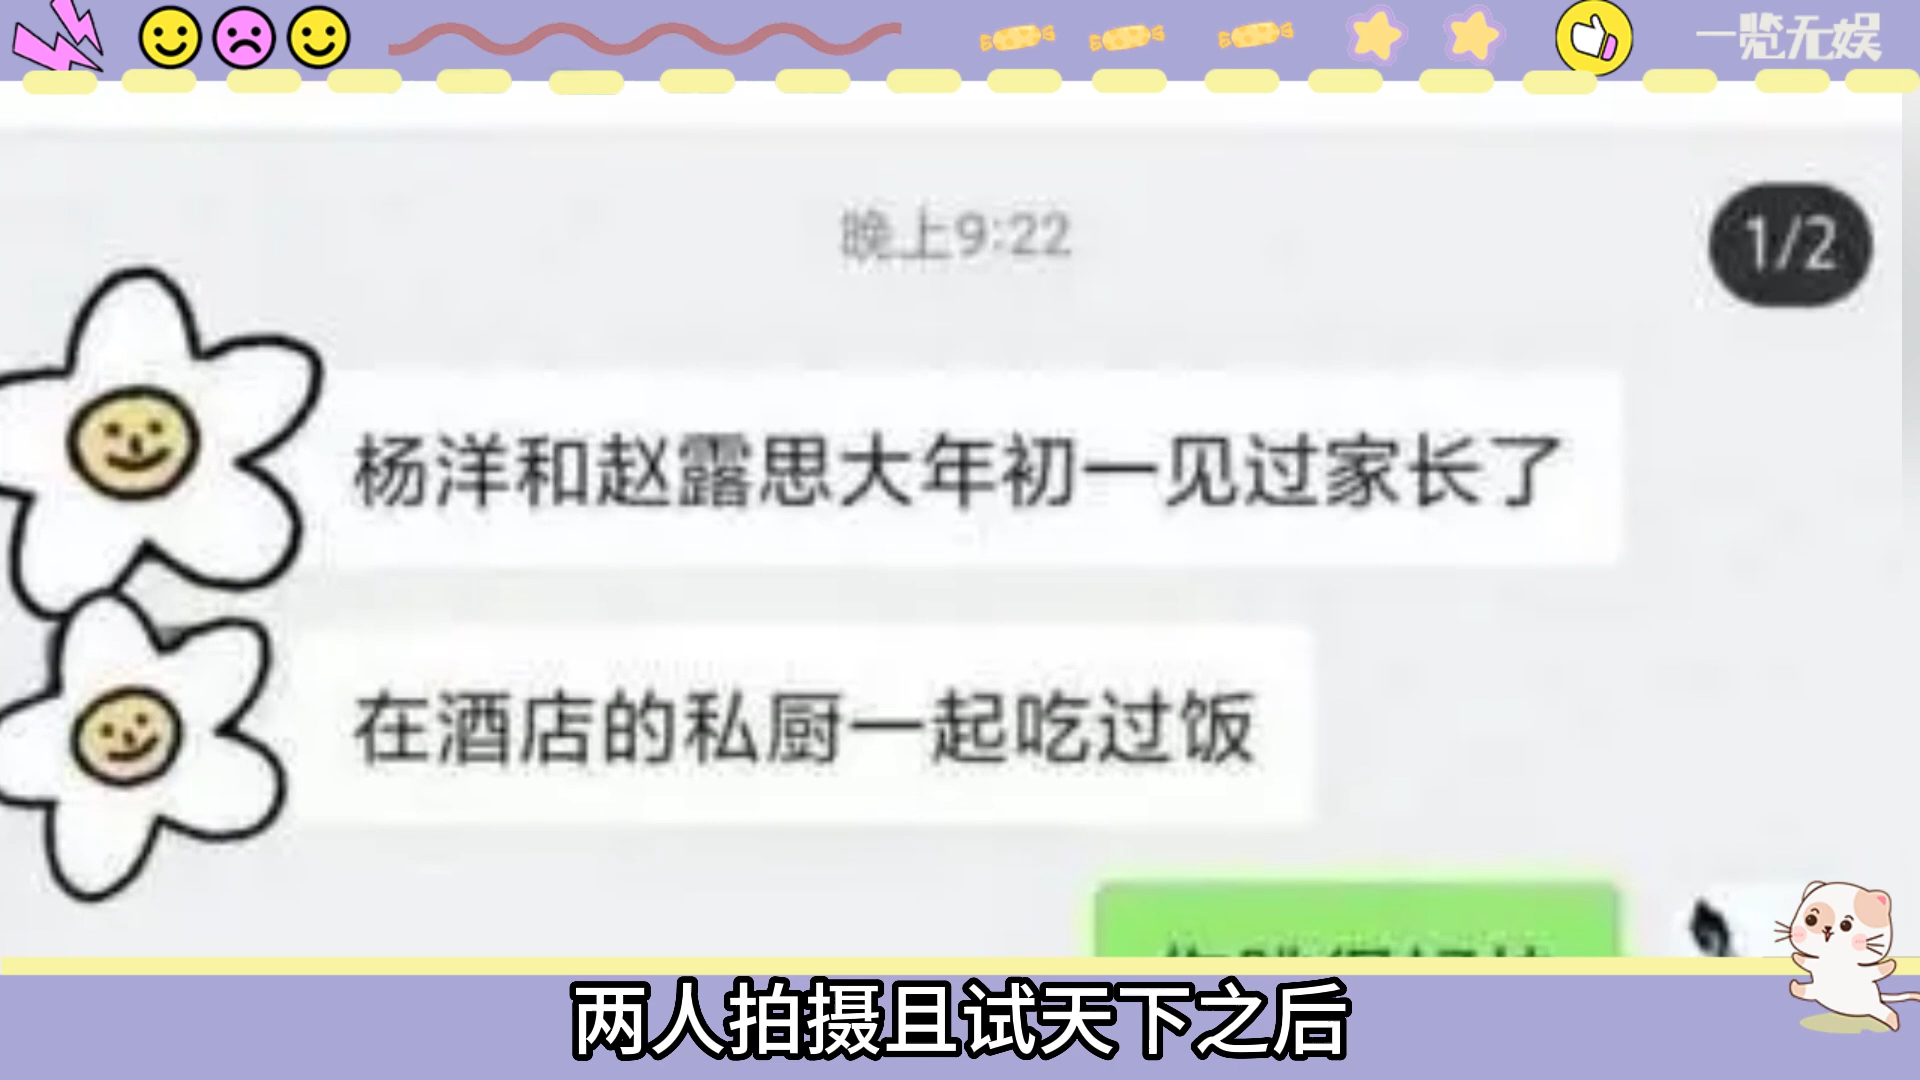 一览无娱
晚上9:22
1/2
杨洋和赵露思大年初一见过家长了
在酒店的私厨一起吃过饭
两人拍摄且试天下之后